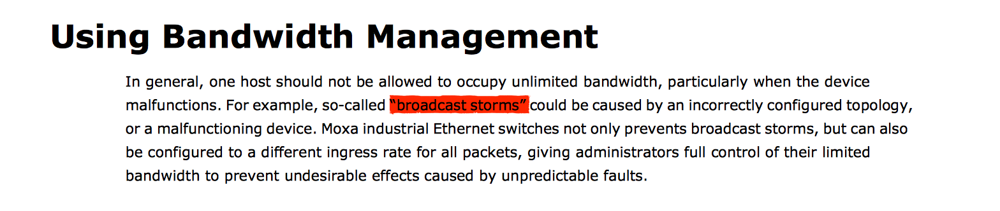 Using Bandwidth Management
In general, one host should not be allowed to occupy unlimited bandwidth, particularly when the device
malfunctions. For example, so-called “broadcast storms” could be caused by an incorrectly configured topology,
or a malfunctioning device. Moxa industrial Ethernet switches not only prevents broadcast storms, but can also
be configured to a different ingress rate for all packets, giving administrators full control of their limited
bandwidth to prevent undesirable effects caused by unpredictable faults.